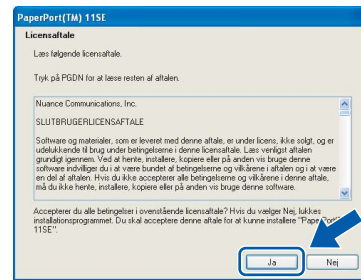 PaperPort(TM) 11SE
Licensaftale
Læs følgende licensaftale.
Tryk på PGDN for at læse resten af aftalen.
Nuance Communications, Inc.
SLUTBRUGERLICENSAFTALE
Software og materialer, som er leveret med denne aftale, er under licens, ikke solgt, og er
udelukkende til brug under betingelserne i denne licensaftale. Læs venligst aftalen
grundigt igennem. Ved at hente, installere, kopiere eller på anden vis bruge denne
software indvilliger du i at være bundet af betingelserne og vilkårene i aftalen og i at være
en del af aftalen. Hvis du ikke accepterer alle betingelser og vilkårene i denne aftale,
må du ikke hente, installere, kopiere eller på anden vis bruge denne software.
Accepterer du alle betingelser i ovenstående licensaftale? Hvis du vælger Nej, lukkes
installationsprogrammet. Du skal acceptere denne aftale for at kunne installere "PaperPort
11SE".
Ja
Nej